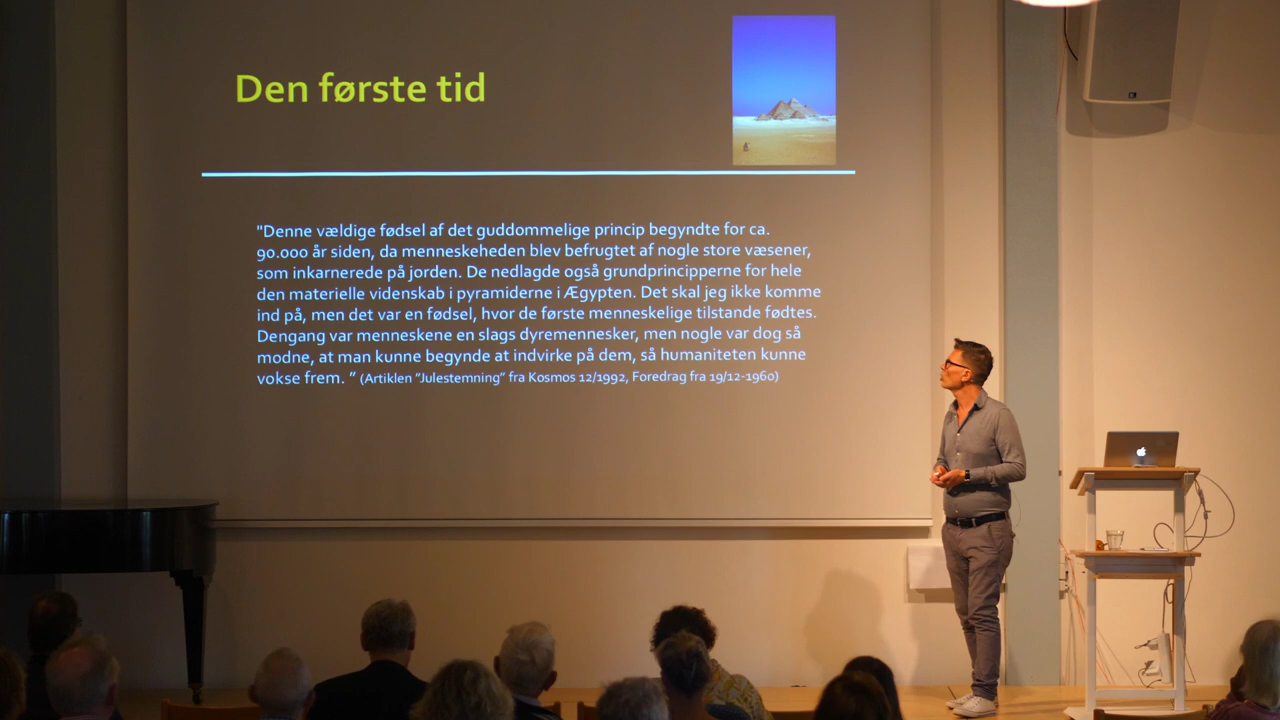 Den første tid
"Denne vældige fødsel af det guddommelige princip begyndte for ca.
90.000 år siden, da menneskeheden blev befrugtet af nogle store væsener,
som inkarnerede på jorden. De nedlagde også grundprincipperne for hele
den materielle videnskab i pyramiderne i Ægypten. Det skal jeg ikke komme
ind på, men det var en fødsel, hvor de første menneskelige tilstande fødtes.
Dengang var menneskene en slags dyremennesker, men nogle var dog så
modne, at man kunne begynde at indvirke på dem, så humaniteten kunne
vokse frem. ” (Artiklen “Julestemning” fra Kosmos 12/1992, Foredrag fra 19/12-1960)